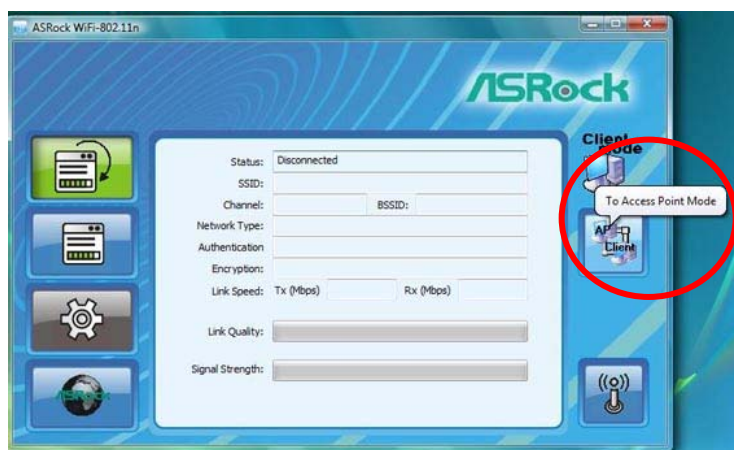 ASRock WiFi-802.11n
ASRock
Client
mode
Status: Disconnected
SSID:
Channel: BSSID:
Network Type:
Authentication
Encryption:
Link Speed: Tx (Mbps) Rx (Mbps)
Link Quality:
Signal Strength:
To Access Point Mode
AP
Client
ASRock